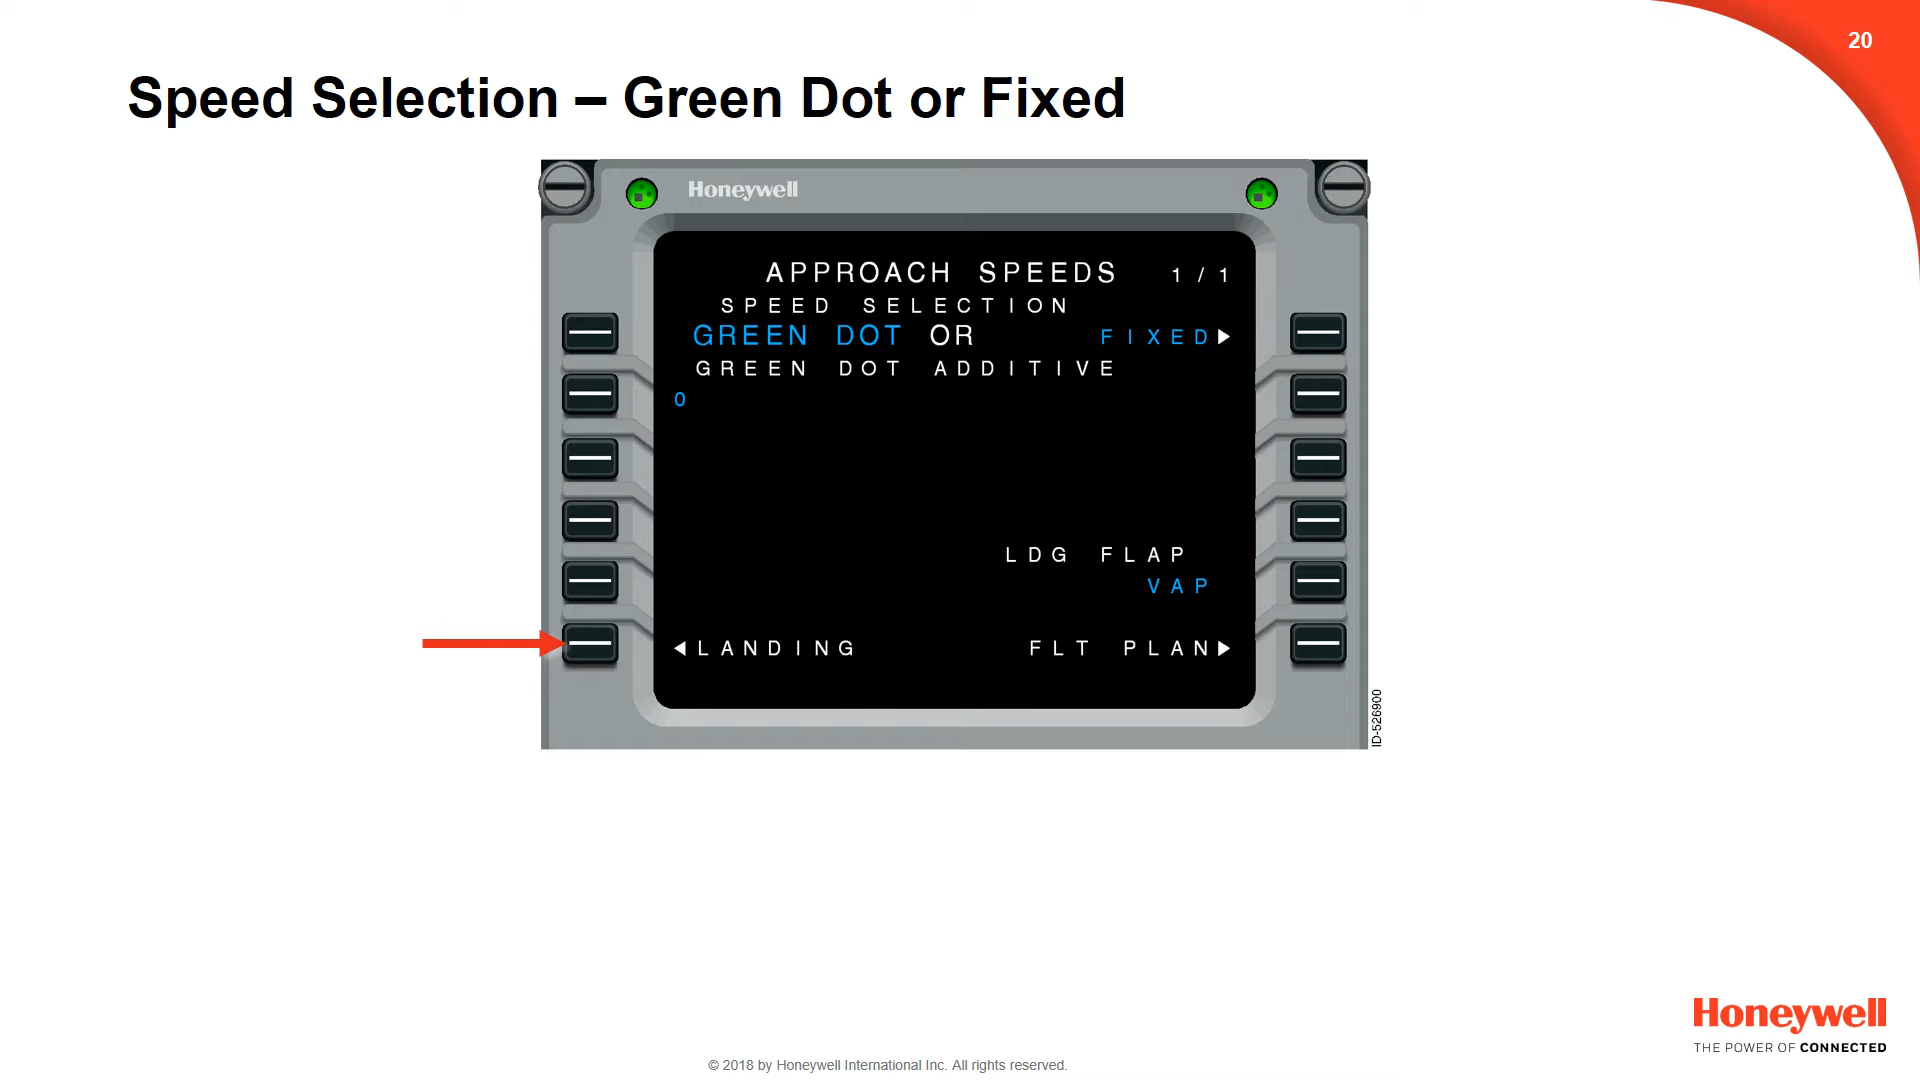 20
Speed Selection – Green Dot or Fixed
Honeywell
APPROACH SPEEDS 1/1
SPEED SELECTION
GREEN DOT OR FIXED▶
GREEN DOT ADDITIVE
0
LDG FLAP
VAP
◀LANDING FLT PLAN▶
ID-526900
Honeywell
THE POWER OF CONNECTED
© 2018 by Honeywell International Inc. All rights reserved.